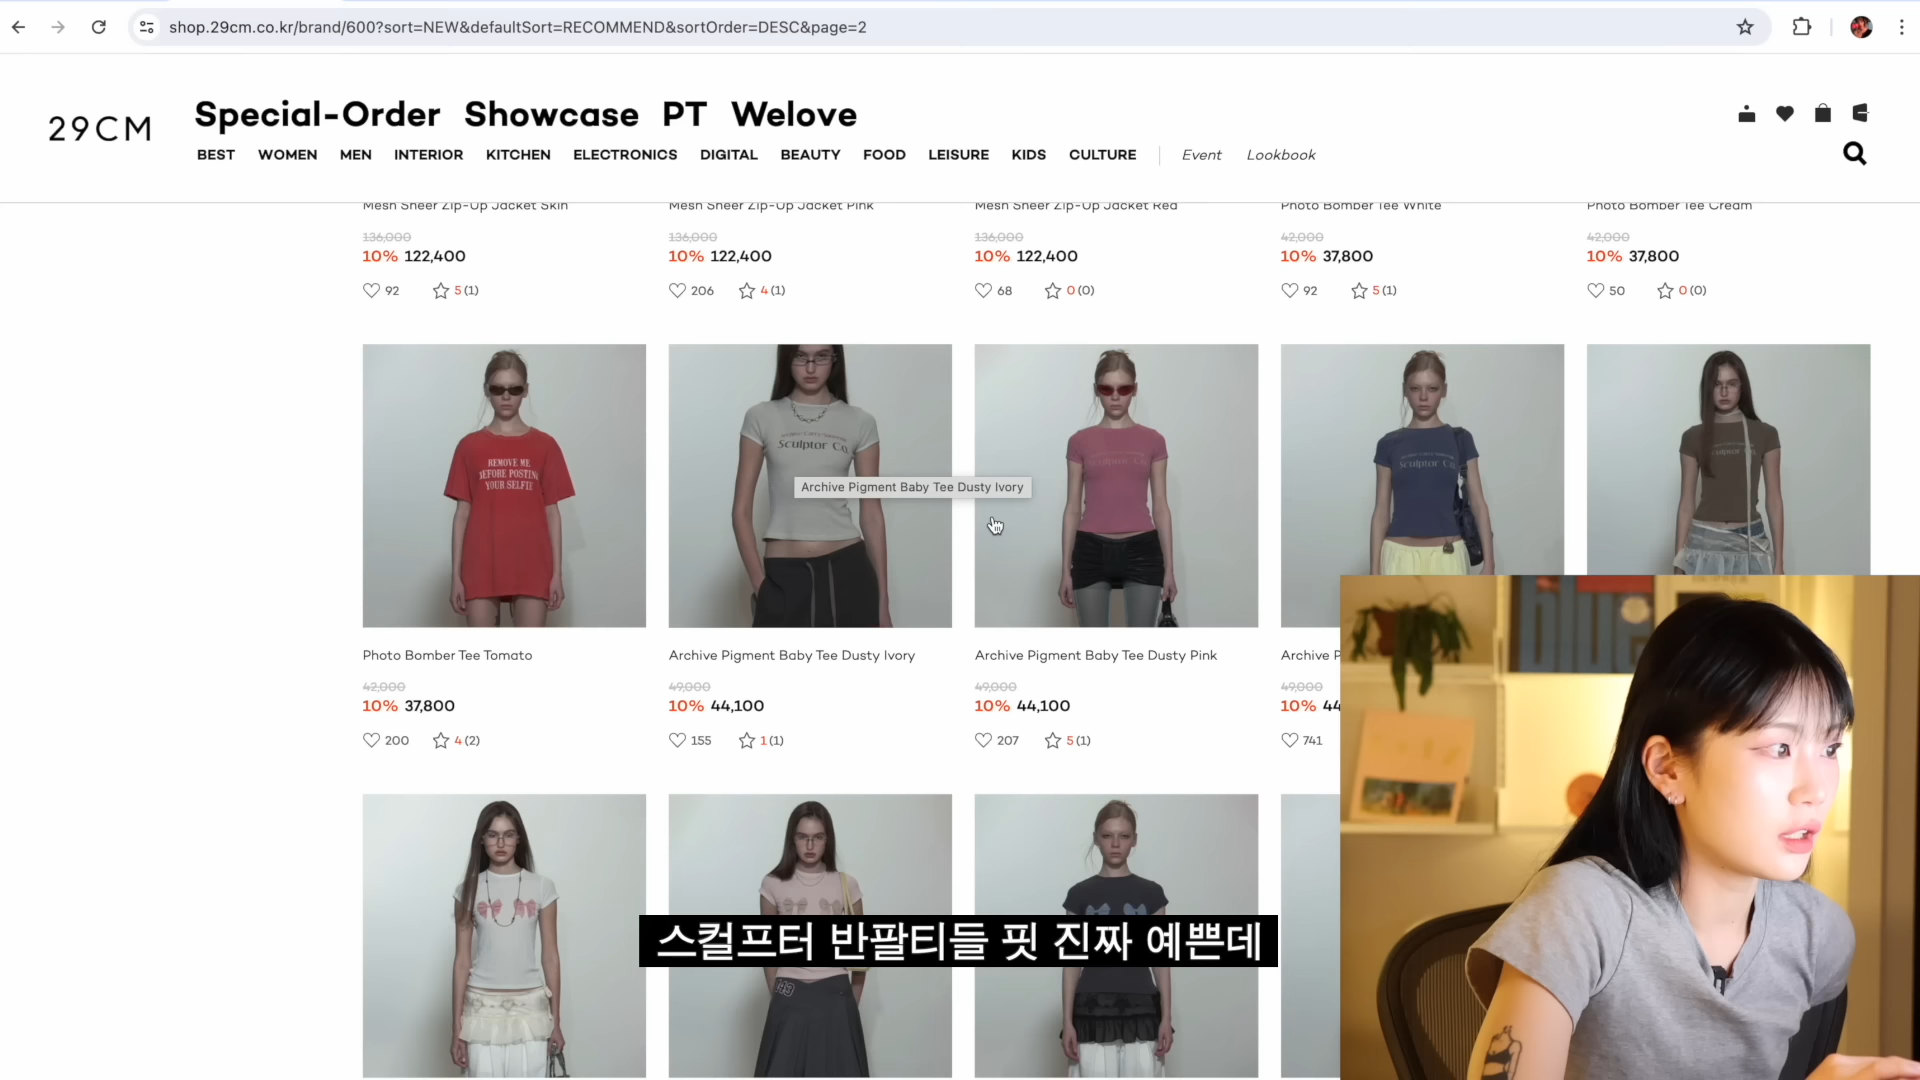 shop.29cm.co.kr/brand/600?sort=NEW&defaultSort=RECOMMEND&sortOrder=DESC&page=2
29CM
Special-Order Showcase PT Welove
BEST WOMEN MEN INTERIOR KITCHEN ELECTRONICS DIGITAL BEAUTY FOOD LEISURE KIDS CULTURE Event Lookbook
Mesh Sheer Zip-Up Jacket Skin
136,000
10% 122,400
92 5 (1)
Mesh Sheer Zip-Up Jacket Pink
136,000
10% 122,400
206 4 (1)
Mesh Sheer Zip-Up Jacket Red
136,000
10% 122,400
68 0 (0)
Photo Bomber Tee White
42,000
10% 37,800
92 5 (1)
Photo Bomber Tee Cream
42,000
10% 37,800
50 0 (0)
REMOVE ME
BEFORE POSTING
YOUR SELFIE
Sculptor Co.
Archive Pigment Baby Tee Dusty Ivory
Sculptor Co.
Sculptor Co.
Photo Bomber Tee Tomato
42,000
10% 37,800
200 4 (2)
Archive Pigment Baby Tee Dusty Ivory
49,000
10% 44,100
155 1 (1)
Archive Pigment Baby Tee Dusty Pink
49,000
10% 44,100
207 5 (1)
Archive P
49,000
10% 44
741
스컬프터 반팔티들 핏 진짜 예쁜데